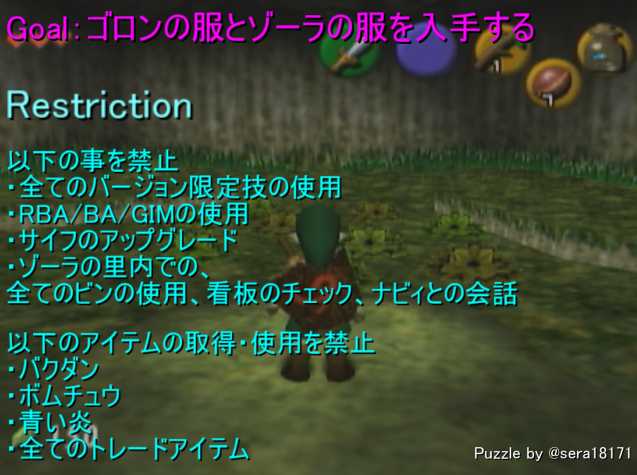 Goal:ゴロンの服とゾーラの服を入手する
1
1
Restriction
以下の事を禁止
・全てのバージョン限定技の使用
・RBA/BA/GIMの使用
・サイフのアップグレード
・ゾーラの里内での、
全てのビンの使用、看板のチェック、ナビィとの会話
以下のアイテムの取得・使用を禁止
・バクダン
・ボムチュウ
・青い炎
・全てのトレードアイテム
Puzzle by @sera18171